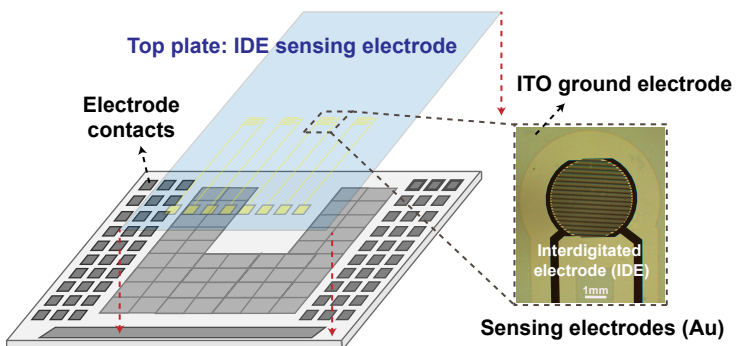 Top plate: IDE sensing electrode
ITO ground electrode
Electrode
contacts
Interdigitated
electrode (IDE)
1mm
Sensing electrodes (Au)